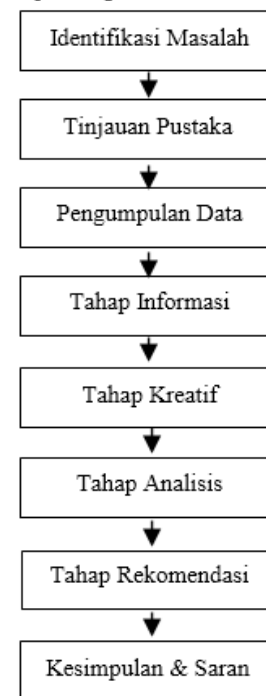 Identifikasi Masalah
Tinjauan Pustaka
Pengumpulan Data
Tahap Informasi
Tahap Kreatif
Tahap Analisis
Tahap Rekomendasi
Kesimpulan & Saran